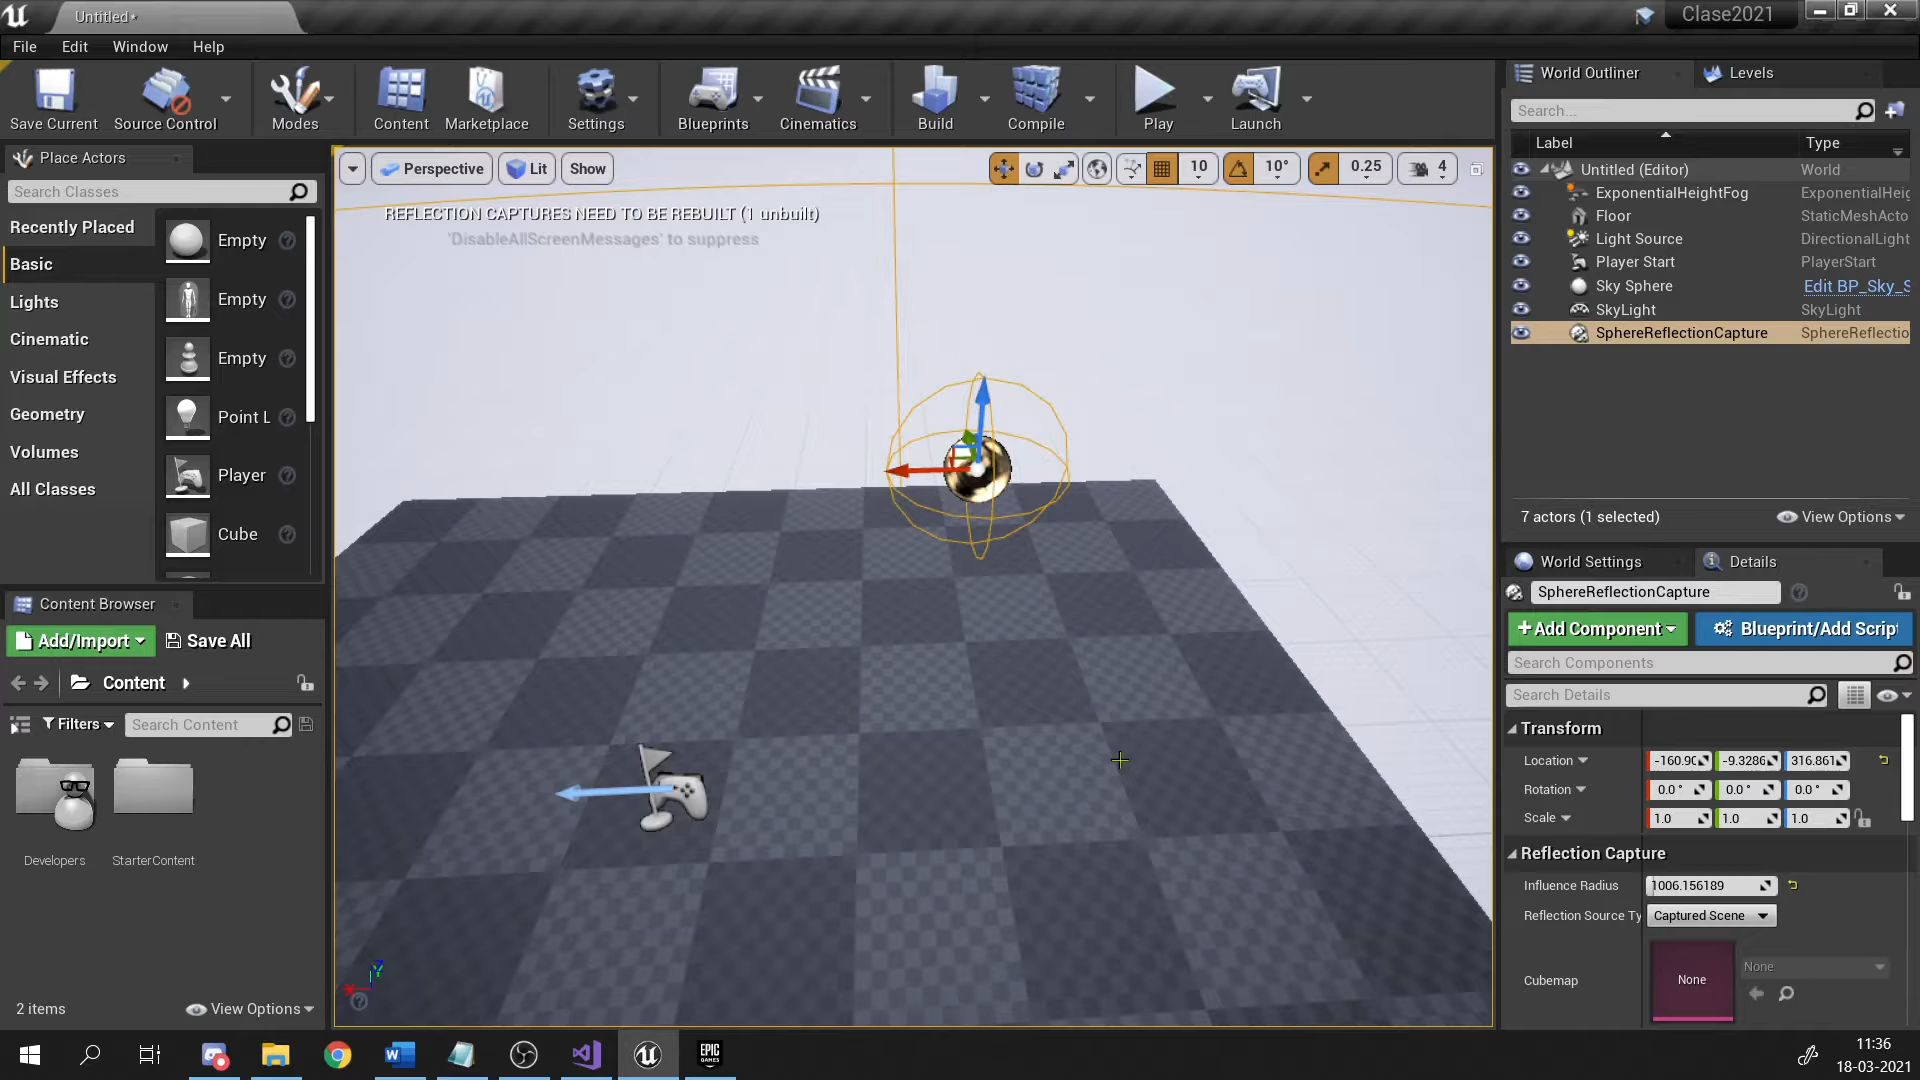 Untitled*
Clase2021
File Edit Window Help
Save Current
Source Control
Modes
Content
Marketplace
Settings
Blueprints
Cinematics
Build
Compile
Play
Launch
Place Actors
Search Classes
Recently Placed
Basic
Lights
Cinematic
Visual Effects
Geometry
Volumes
All Classes
Empty
Empty
Empty
Point L
Player
Cube
Content Browser
Add/Import
Save All
Content
Filters
Search Content
Developers
StarterContent
2 items
View Options
Perspective
Lit
Show
10
10°
0.25
4
REFLECTION CAPTURES NEED TO BE REBUILT (1 unbuilt)
'DisableAllScreenMessages' to suppress
World Outliner
Levels
Search...
Label Type
Untitled (Editor) World
ExponentialHeightFog ExponentialHeig
Floor StaticMeshActo
Light Source DirectionalLight
Player Start PlayerStart
Sky Sphere Edit BP_Sky_S
SkyLight SkyLight
SphereReflectionCapture SphereReflectio
7 actors (1 selected)
View Options
World Settings
Details
SphereReflectionCapture
+Add Component
Blueprint/Add Script
Search Components
Search Details
Transform
Location -160.90 -9.3286 316.861
Rotation 0.0° 0.0° 0.0°
Scale 1.0 1.0 1.0
Reflection Capture
Influence Radius 1006.156189
Reflection Source Ty Captured Scene
Cubemap
None
None
EPIC
GAMES
11:36
18-03-2021